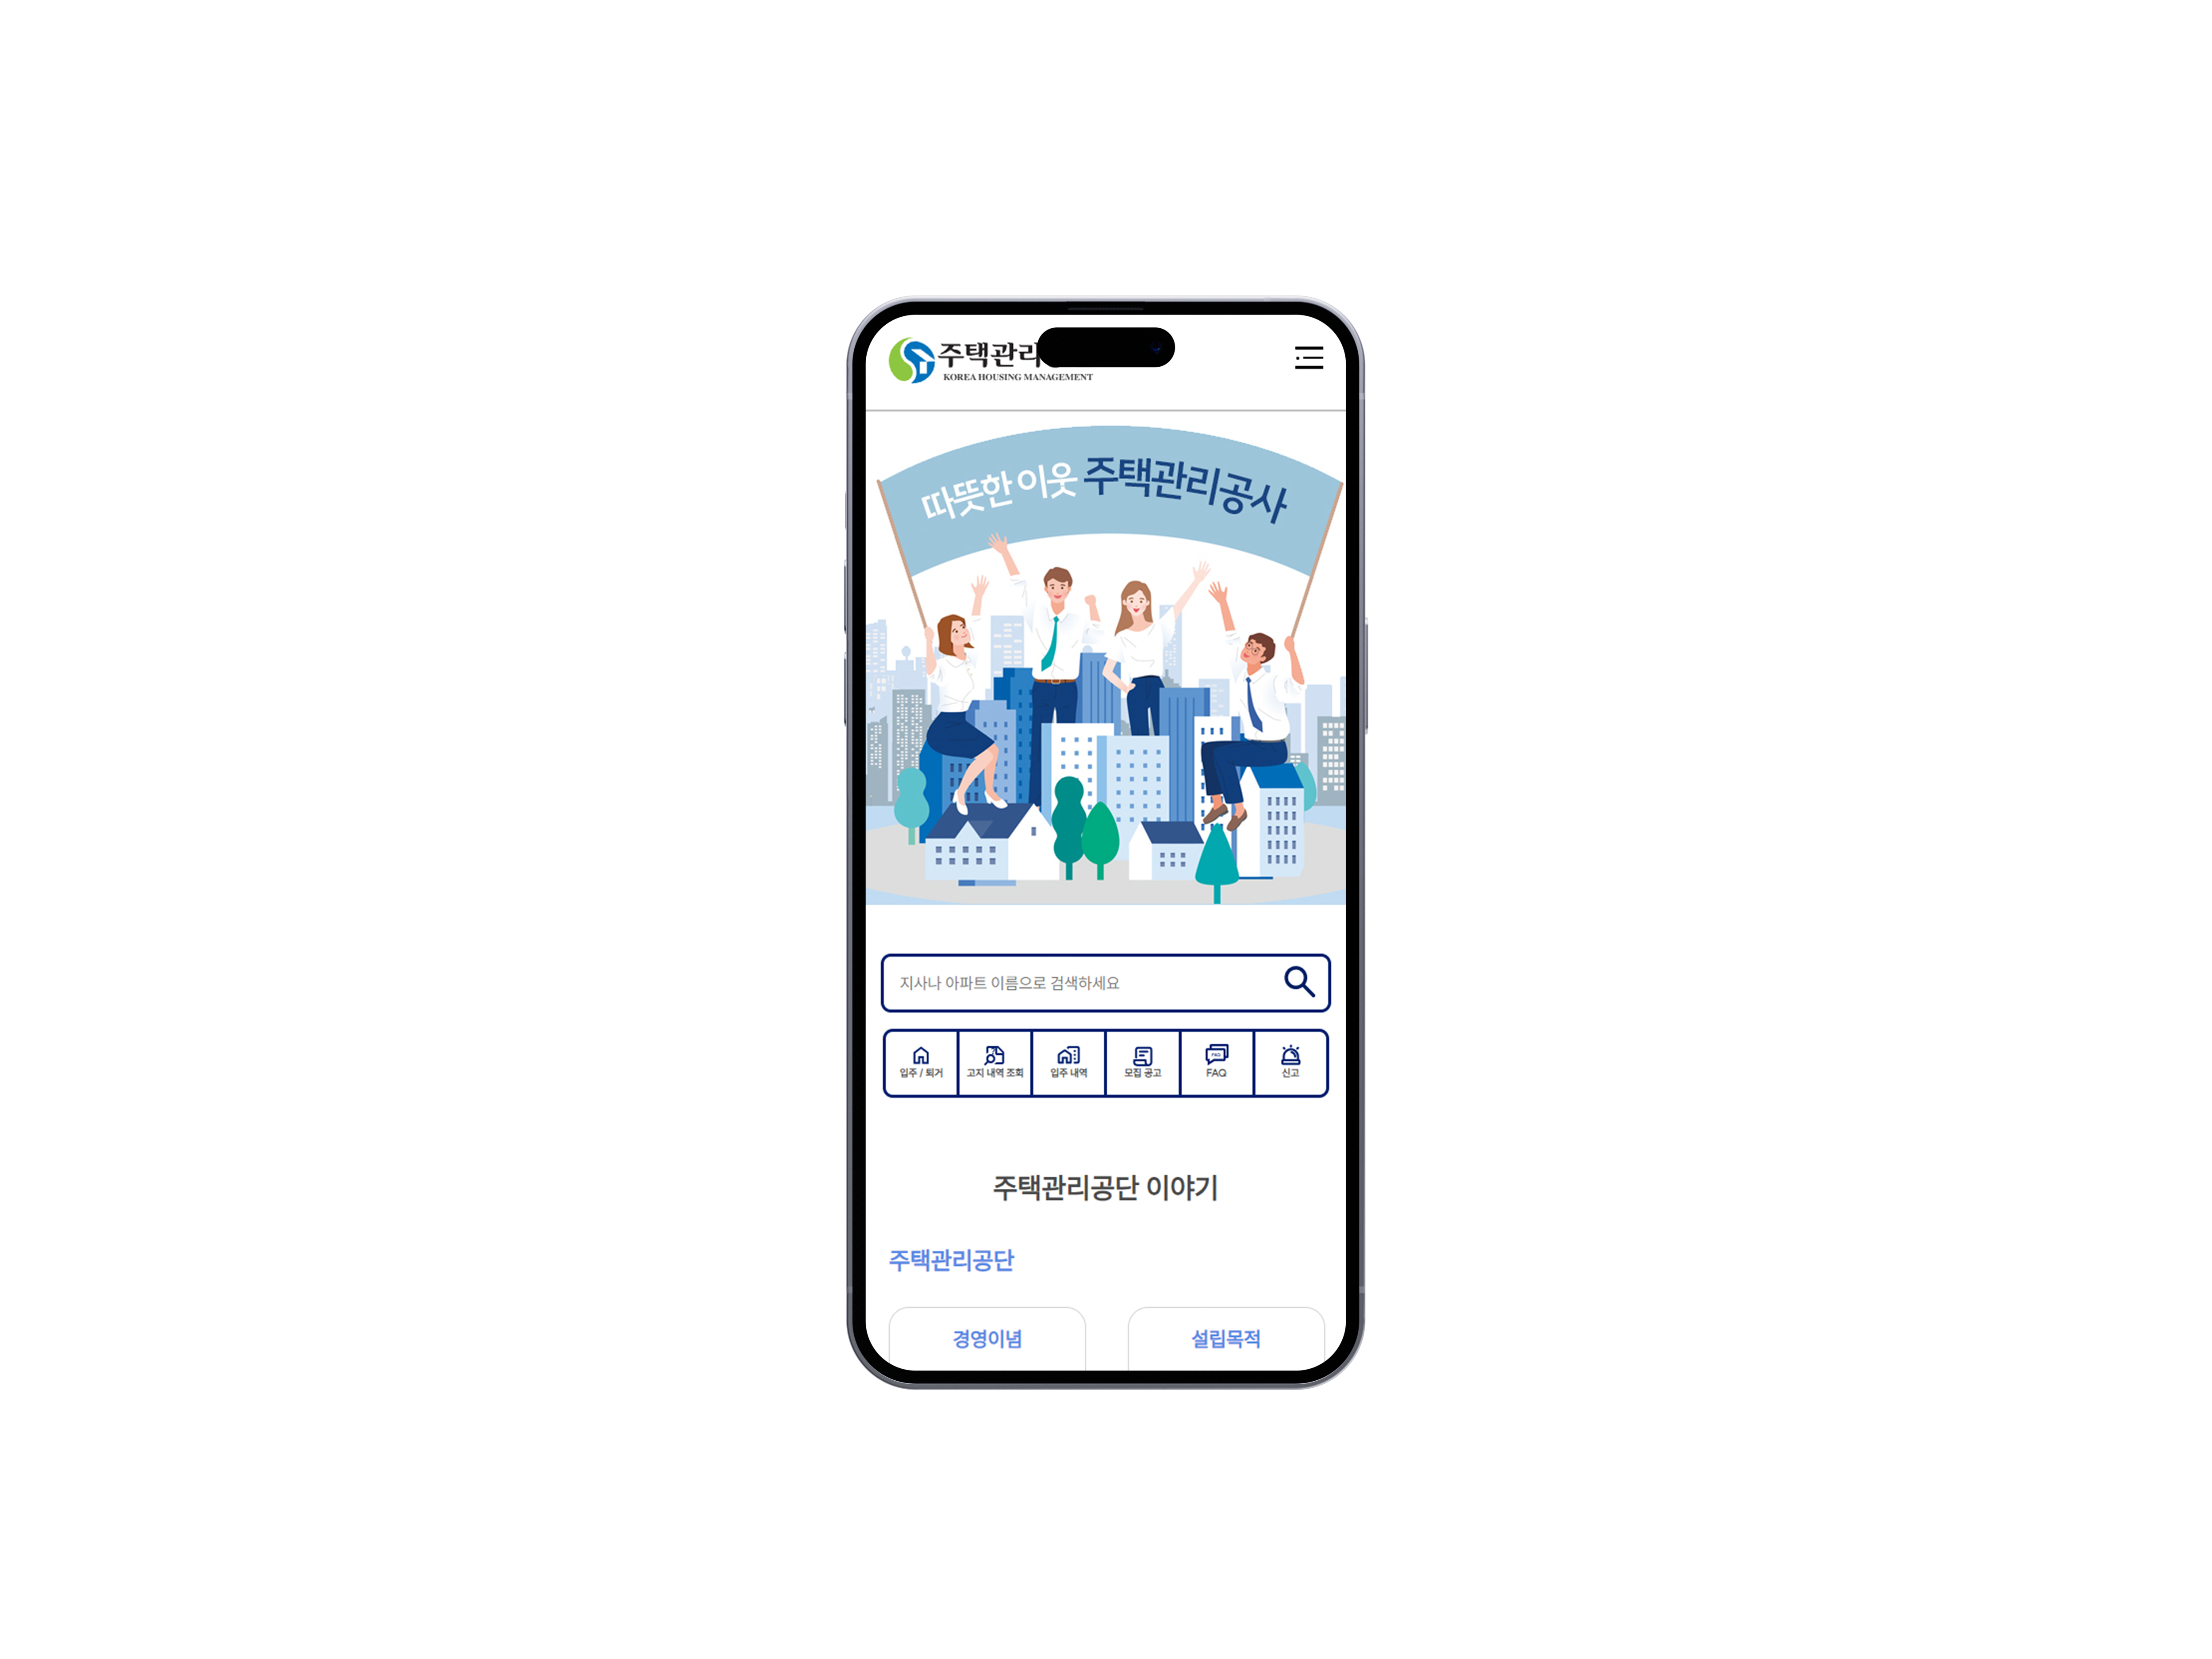 주택관리
KOREA HOUSING MANAGEMENT
따뜻한 이웃 주택관리공사
지사나 아파트 이름으로 검색하세요
입주 / 퇴거
고지 내역 조회
입주 내역
모집 공고
FAQ
FAQ
신고
주택관리공단 이야기
주택관리공단
경영이념
설립목적